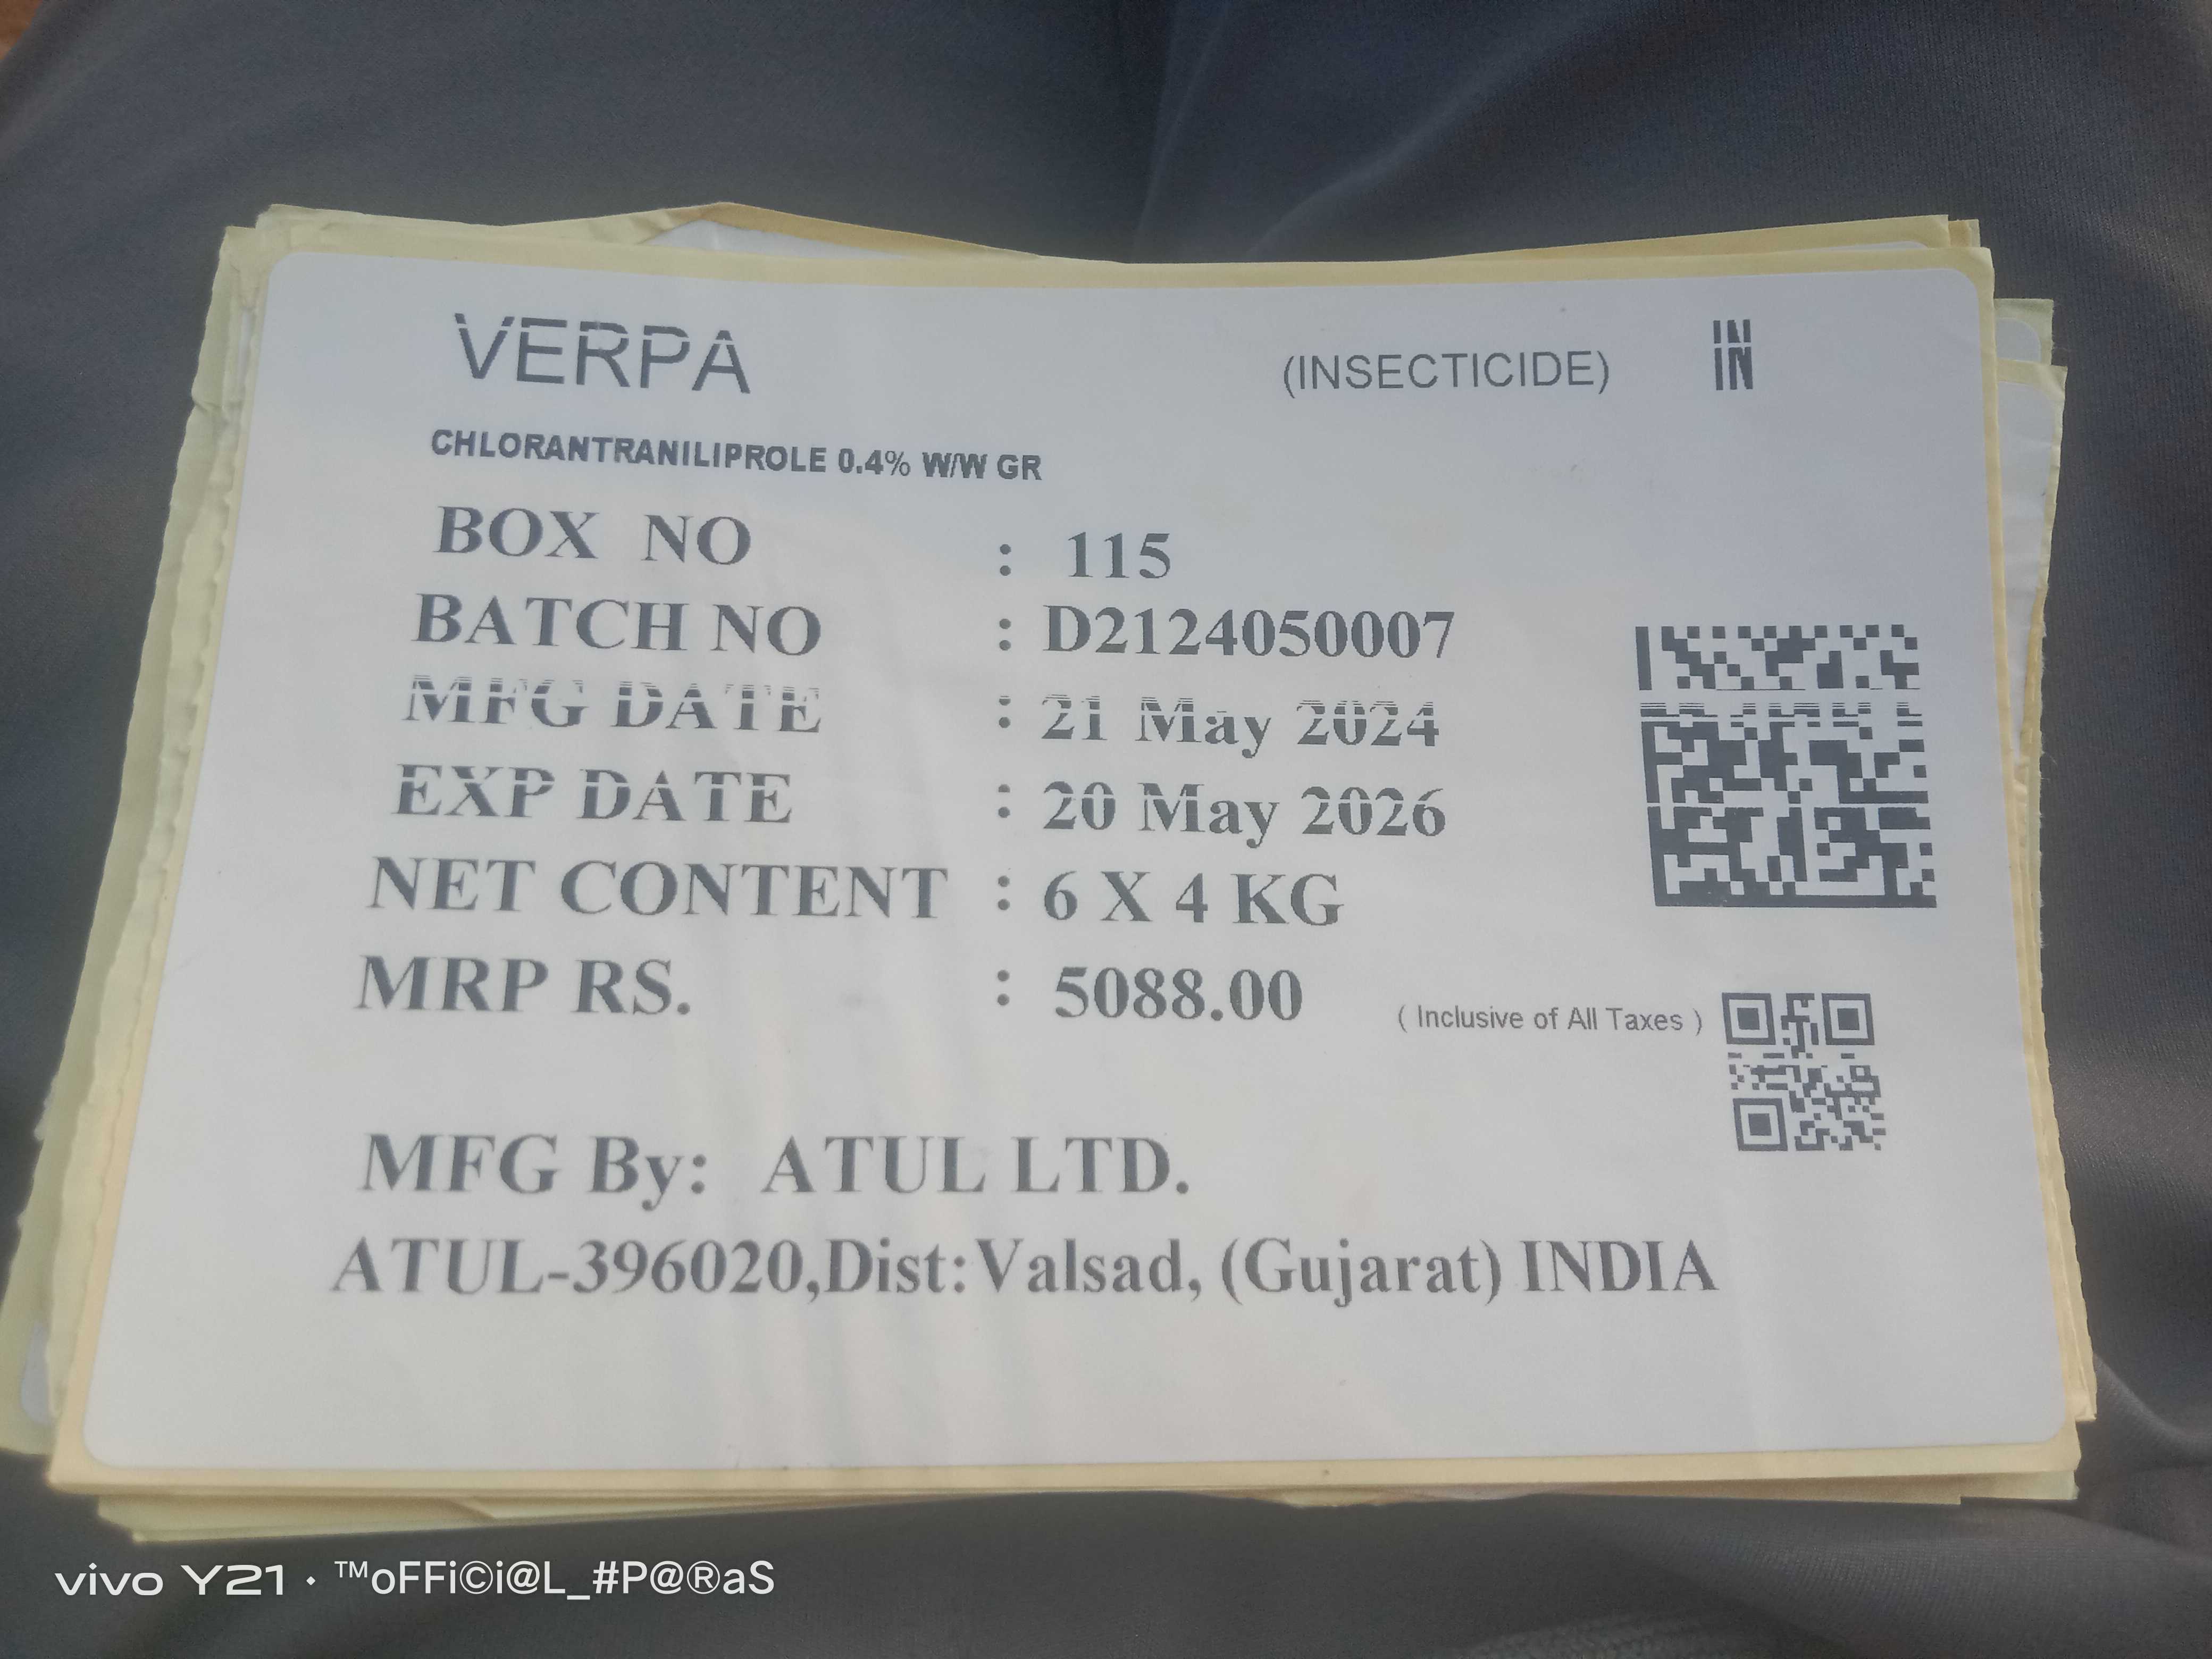 VERPA (INSECTICIDE) IN
CHLORANTRANILIPROLE 0.4% W/W GR
BOX NO : 115
BATCH NO : D2124050007
MFG DATE : 21 May 2024
EXP DATE : 20 May 2026
NET CONTENT : 6 X 4 KG
MRP RS. : 5088.00 ( Inclusive of All Taxes )
MFG By: ATUL LTD.
ATUL-396020,Dist:Valsad, (Gujarat) INDIA
vivo Y21 · ™oFFi©i@L_#P@®aS